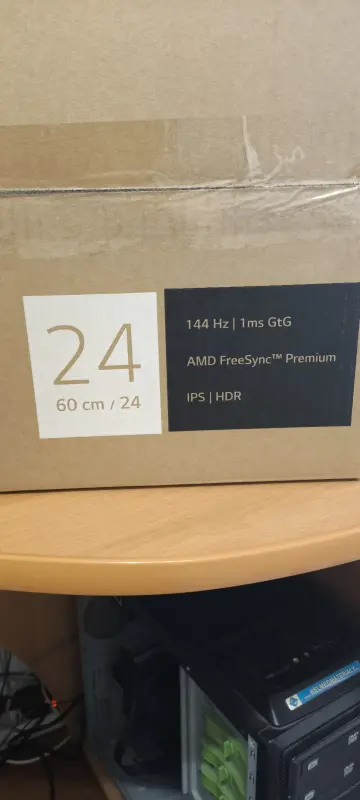 24
60 cm / 24
144 Hz | 1ms GtG
AMD FreeSync™ Premium
IPS | HDR